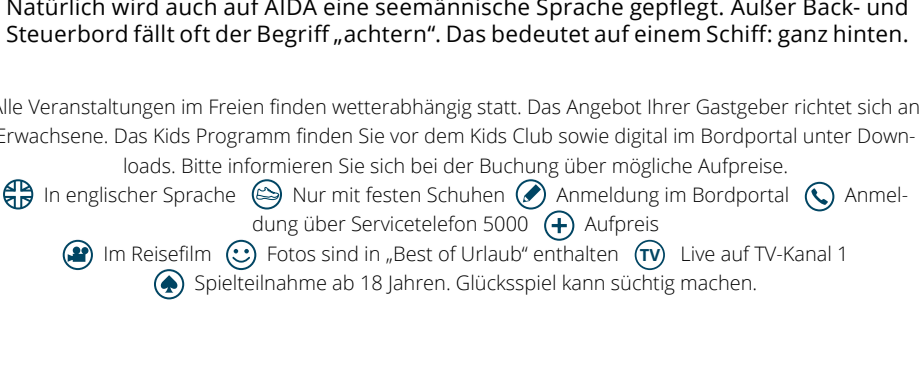 Natürlich wird auch auf AIDA eine seemännische Sprache gepflegt. Außer Back- und
Steuerbord fällt oft der Begriff „achtern“. Das bedeutet auf einem Schiff: ganz hinten.
Alle Veranstaltungen im Freien finden wetterabhängig statt. Das Angebot Ihrer Gastgeber richtet sich an
Erwachsene. Das Kids Programm finden Sie vor dem Kids Club sowie digital im Bordportal unter Down-
loads. Bitte informieren Sie sich bei der Buchung über mögliche Aufpreise.
In englischer Sprache Nur mit festen Schuhen Anmeldung im Bordportal Anmel-
dung über Servicetelefon 5000 + Aufpreis
Im Reisefilm Fotos sind in „Best of Urlaub“ enthalten TV Live auf TV-Kanal 1
Spielteilnahme ab 18 Jahren. Glücksspiel kann süchtig machen.